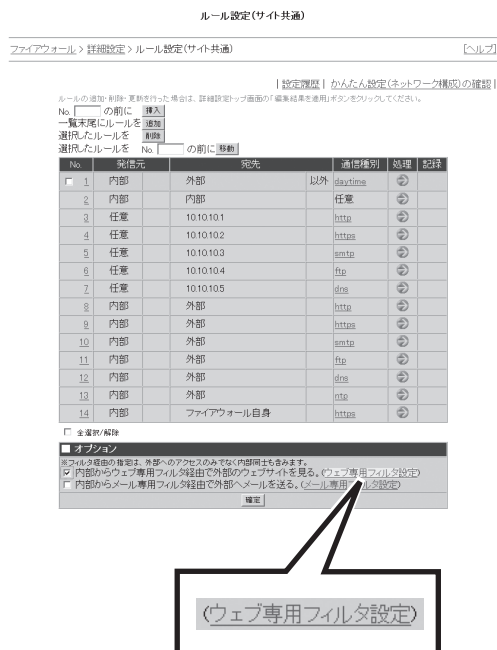 ルール設定(サイト共通)
ファイアウォール > 詳細設定 > ルール設定(サイト共通) [ヘルプ]
| 設定履歴 | かんたん設定(ネットワーク構成)の確認 |
ルールの追加・削除・更新を行った場合は、詳細設定トップ画面の「編集結果を適用」ボタンをクリックしてください。
No. の前に 挿入
一覧末尾にルールを 追加
選択したルールを 削除
選択したルールを No. の前に 移動
No. 発信元 宛先 通信種別 処理 記録
1 内部 外部 以外 daytime
2 内部 内部 任意
3 任意 10.10.10.1 http
4 任意 10.10.10.2 https
5 任意 10.10.10.3 smtp
6 任意 10.10.10.4 ftp
7 任意 10.10.10.5 dns
8 内部 外部 http
9 内部 外部 https
10 内部 外部 smtp
11 内部 外部 ftp
12 内部 外部 dns
13 内部 外部 ntp
14 内部 ファイアウォール自身 https
全選択/解除
オプション
※フィルタ経由の指定は、外部へのアクセスのみでなく内部同士も含みます。
内部からウェブ専用フィルタ経由で外部のウェブサイトを見る。(ウェブ専用フィルタ設定)
内部からメール専用フィルタ経由で外部へメールを送る。(メール専用フィルタ設定)
確定
(ウェブ専用フィルタ設定)